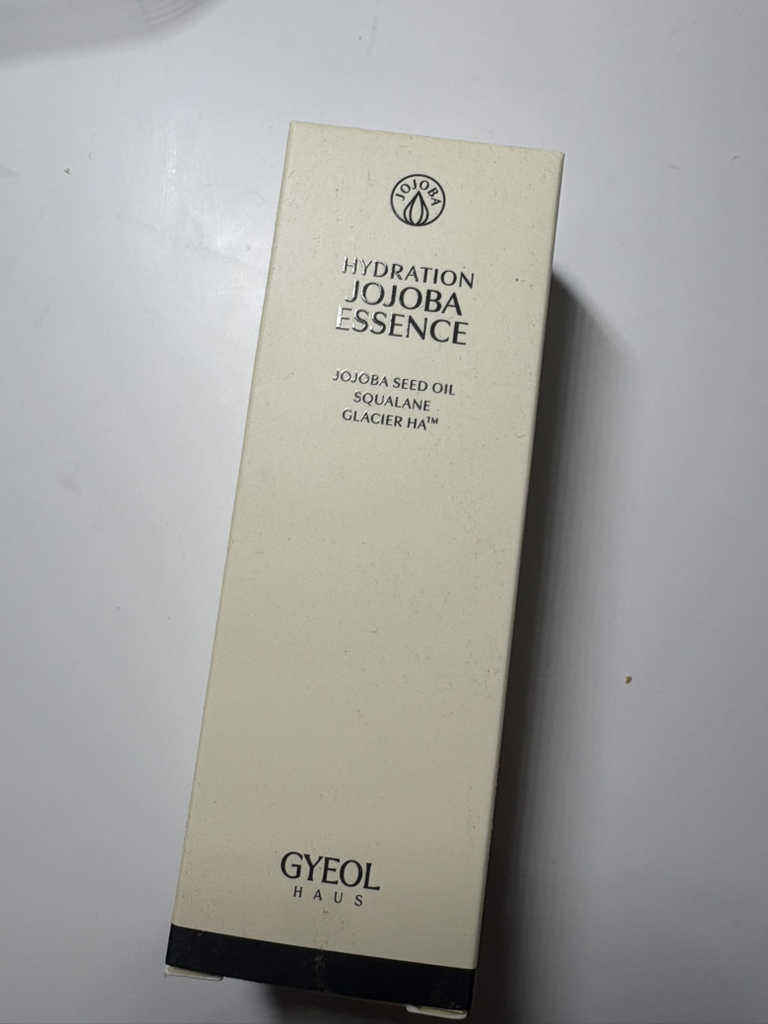 JOJOBA
HYDRATION
JOJOBA
ESSENCE
JOJOBA SEED OIL
SQUALANE
GLACIER HA™
GYEOL
HAUS